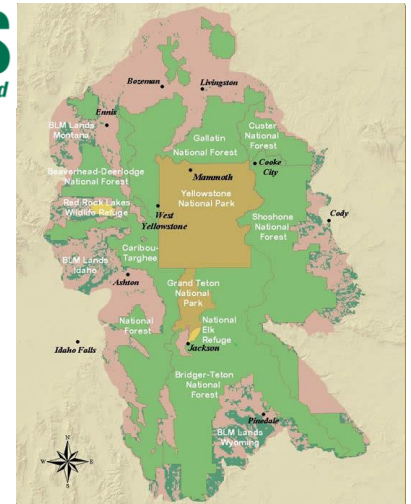 S
d
Bozeman
Livingston
Ennis
BLM Lands
Montana
Custer
National
Forest
Gallatin
National Forest
Cooke
City
Mammoth
Beaverhead-Deerlodge
National Forest
Yellowstone
National Park
Red Rock Lakes
Wildlife Refuge
West
Yellowstone
Shoshone
National
Forest
Cody
Caribou-
Targhee
BLM Lands
Idaho
Ashton
Grand Teton
National
Park
National
Forest
National
Elk
Refuge
Idaho Falls
Jackson
Bridger-Teton
National
Forest
Pinedale
BLM Lands
Wyoming
N
W
E
S